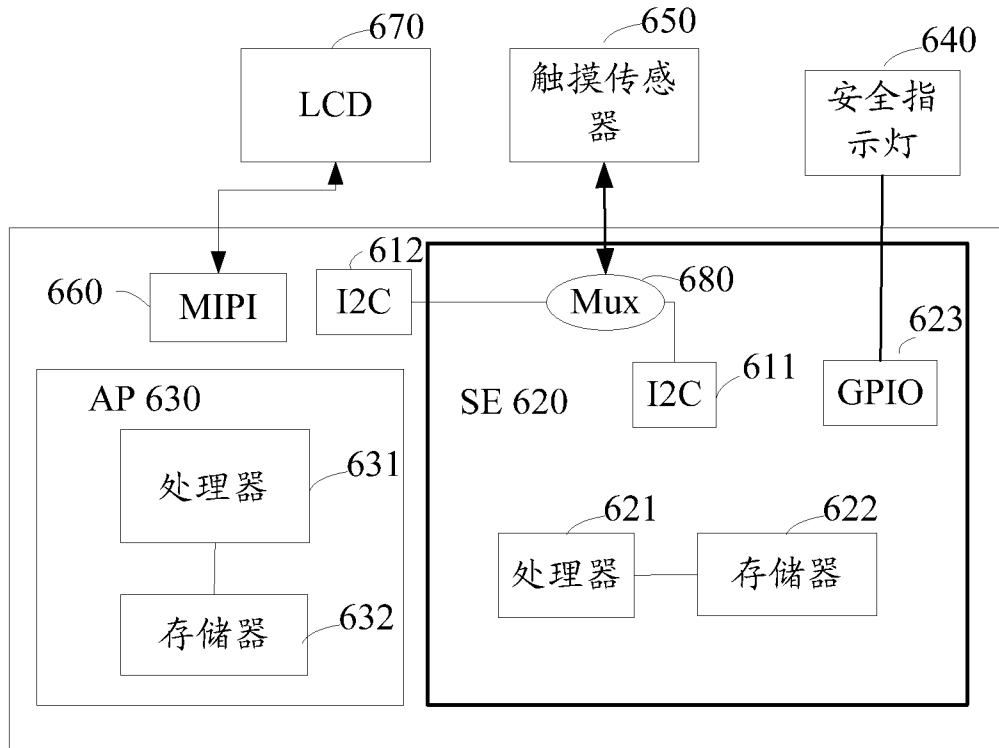 670
650
640
LCD
触摸传感
器
安全指
示灯
612
660
MIPI
I2C
Mux
680
623
AP 630
SE 620
I2C
611
GPIO
处理器
631
621
622
处理器
存储器
存储器
632